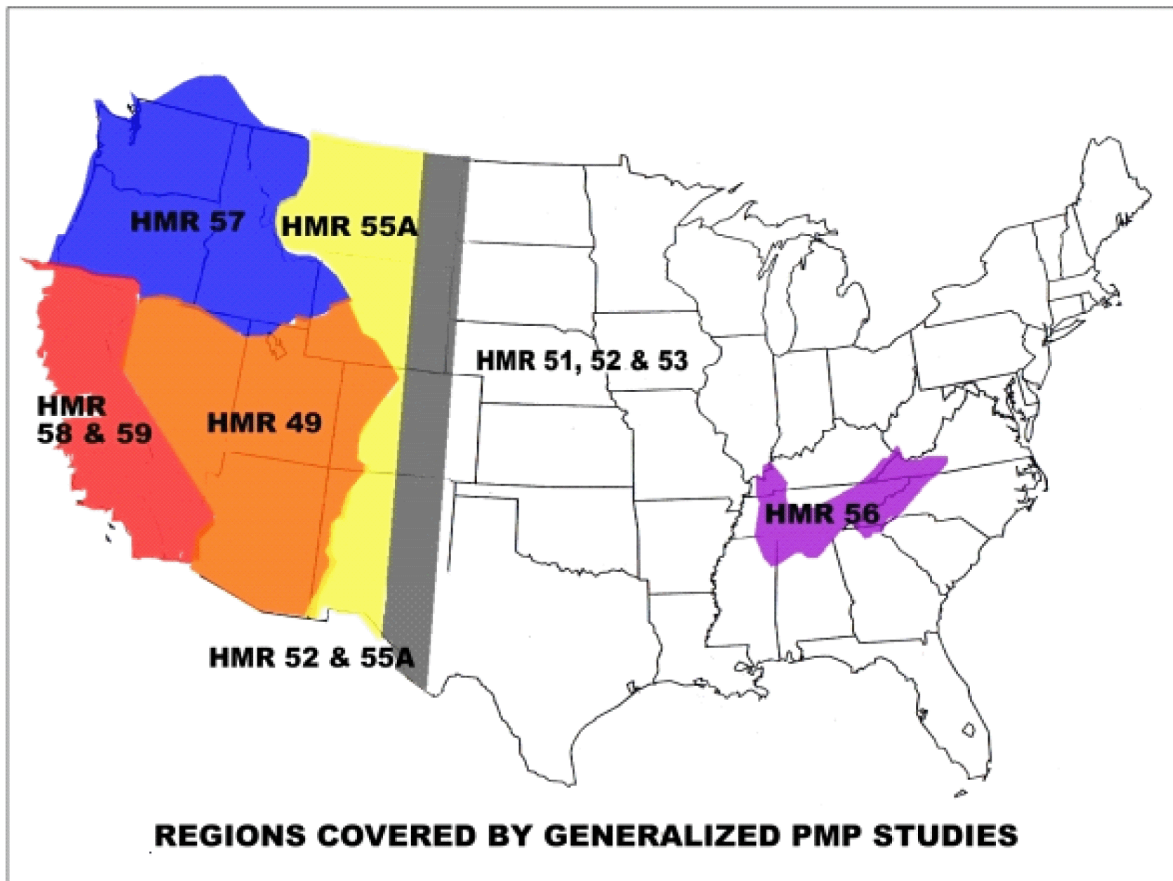 HMR 57
HMR 55A
HMR 51, 52 & 53
HMR
58 & 59
HMR 49
HMR 56
HMR 52 & 55A
REGIONS COVERED BY GENERALIZED PMP STUDIES